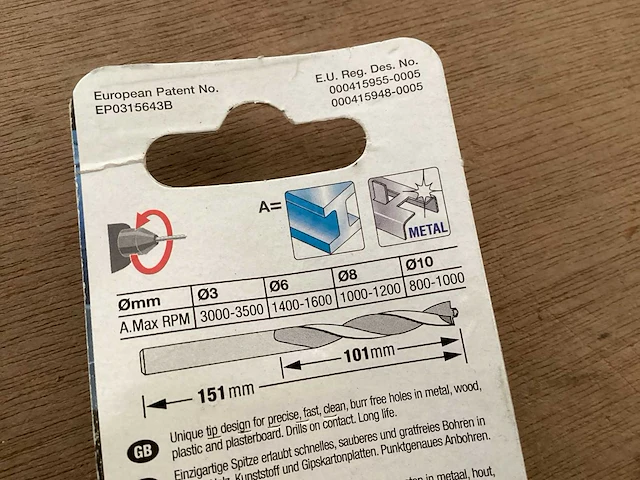 European Patent No.
EP0315643B
E.U. Reg. Des. No.
000415955-0005
000415948-0005
A=
METAL
Ømm Ø3 Ø6 Ø8 Ø10
A.Max RPM 3000-3500 1400-1600 1000-1200 800-1000
101mm
151mm
GB
Unique tip design for precise, fast, clean, burr free holes in metal, wood,
plastic and plasterboard. Drills on contact. Long life.
Einzigartige Spitze erlaubt schnelles, sauberes und gratfreies Bohren in
Kunststoff und Gipskartonplatten. Punktgenaues Anbohren.
in metaal, hout,